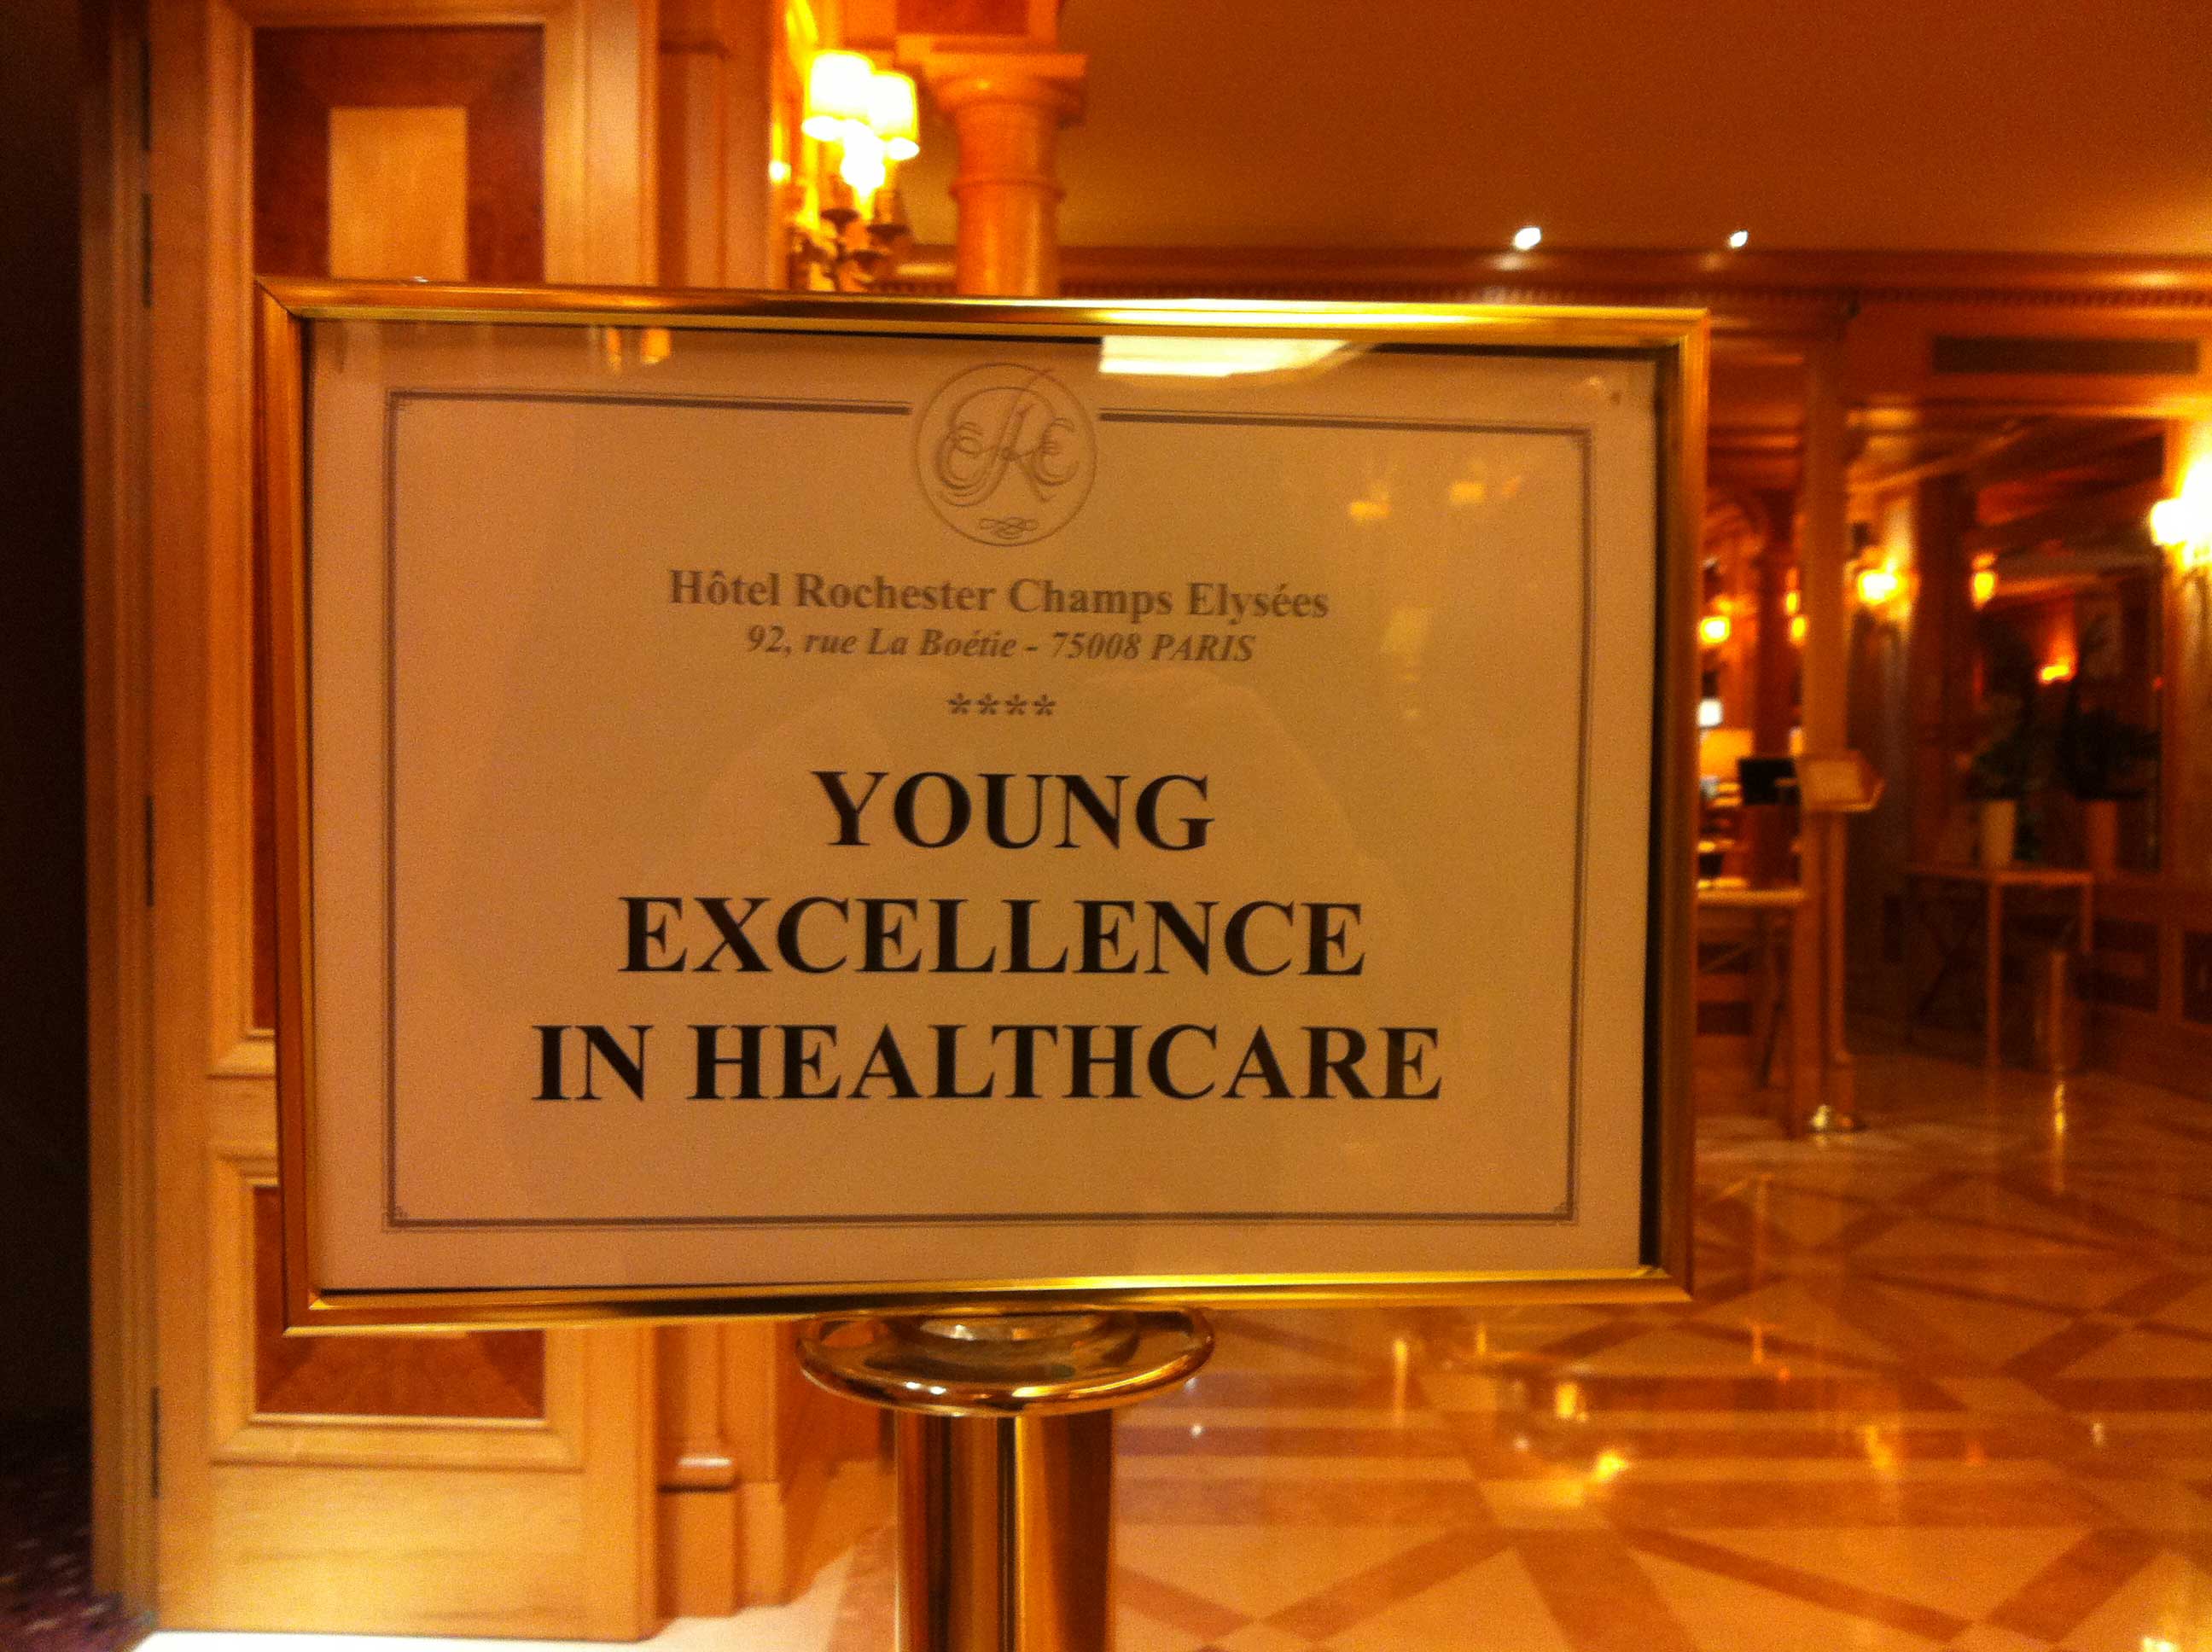 Hôtel Rochester Champs Elysées
92, rue La Boétie - 75008 PARIS
****
YOUNG
EXCELLENCE
IN HEALTHCARE